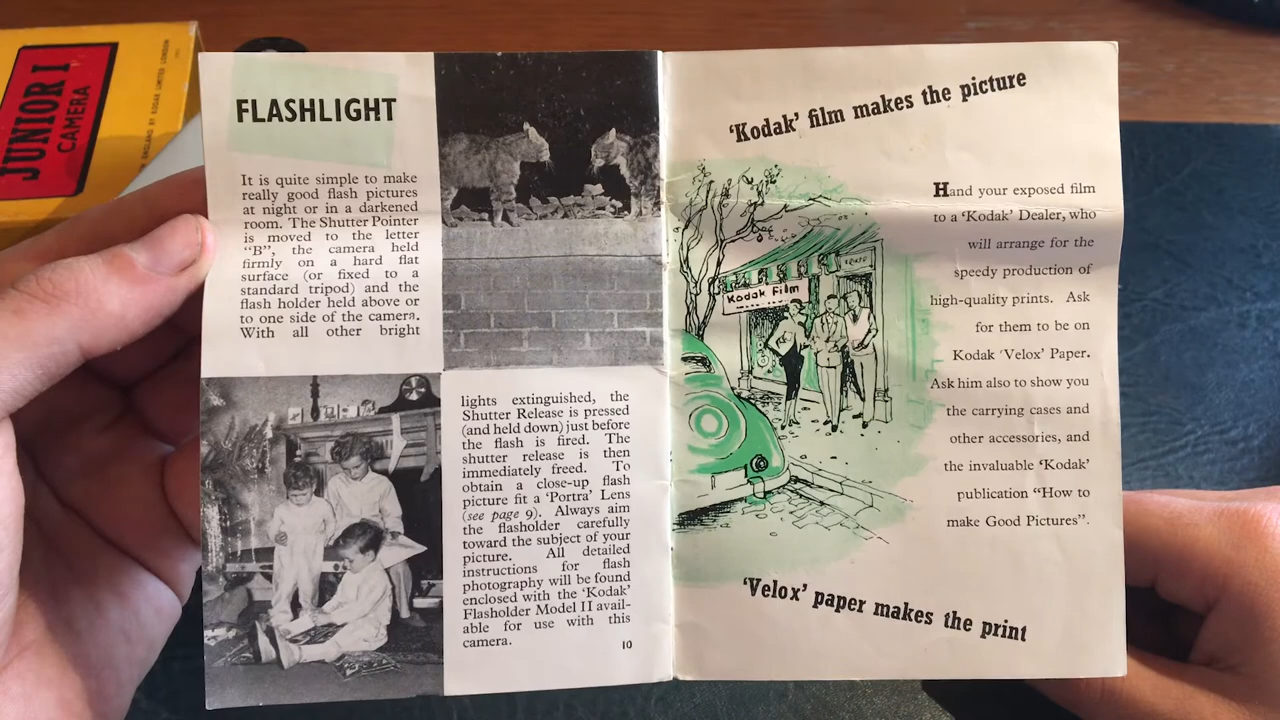 JUNIOR I
CAMERA
ENGLAND BY KODAK LIMITED LONDON
FLASHLIGHT
It is quite simple to make
really good flash pictures
at night or in a darkened
room. The Shutter Pointer
is moved to the letter
“B”, the camera held
firmly on a hard flat
surface (or fixed to a
standard tripod) and the
flash holder held above or
to one side of the camera.
With all other bright
lights extinguished, the
Shutter Release is pressed
(and held down) just before
the flash is fired. The
shutter release is then
immediately freed. To
obtain a close-up flash
picture fit a ‘Portra’ Lens
(see page 9). Always aim
the flasholder carefully
toward the subject of your
picture. All detailed
instructions for flash
photography will be found
enclosed with the ‘Kodak’
Flasholder Model II avail-
able for use with this
camera.
10
‘Kodak’ film makes the picture
Kodak Film
Hand your exposed film
to a ‘Kodak’ Dealer, who
will arrange for the
speedy production of
high-quality prints. Ask
for them to be on
Kodak ‘Velox’ Paper.
Ask him also to show you
the carrying cases and
other accessories, and
the invaluable ‘Kodak’
publication “How to
make Good Pictures”.
‘Velox’ paper makes the print